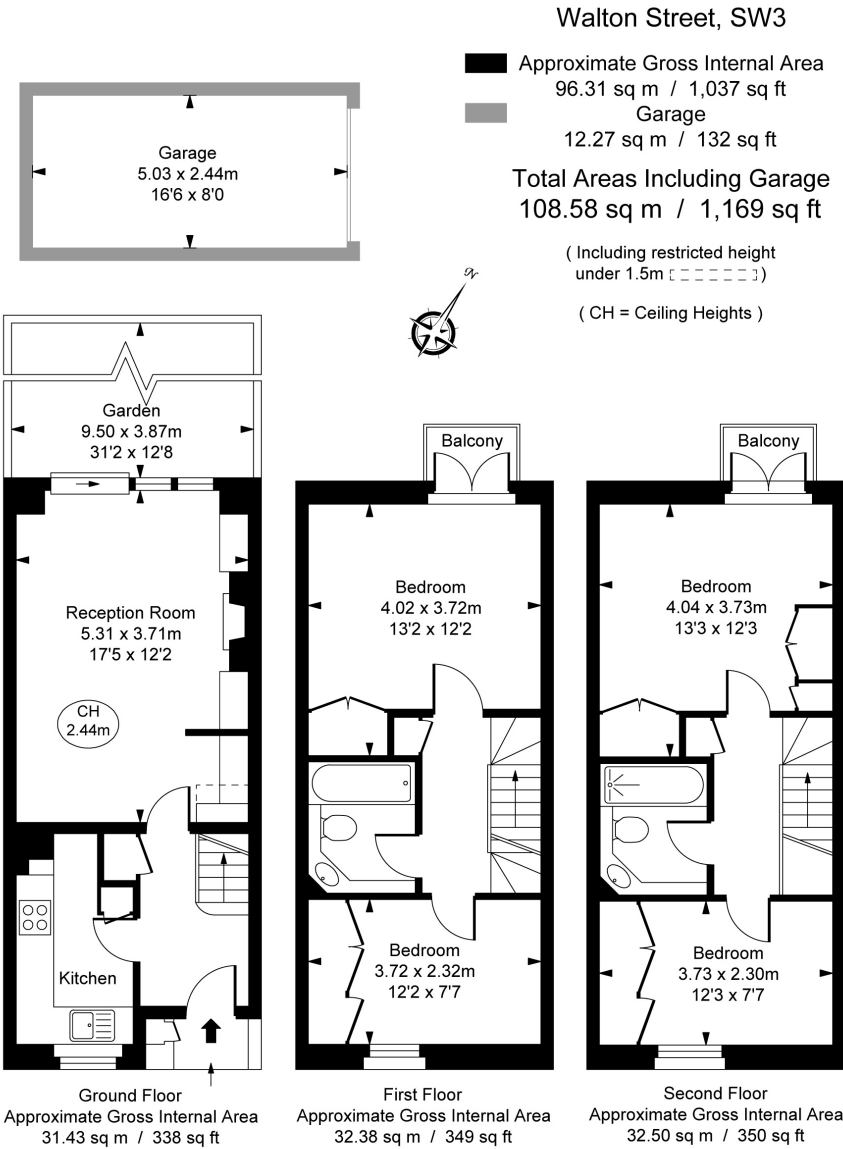 Walton Street, SW3
Approximate Gross Internal Area
96.31 sq m / 1,037 sq ft
Garage
12.27 sq m / 132 sq ft
Total Areas Including Garage
108.58 sq m / 1,169 sq ft
( Including restricted height
under 1.5m )
( CH = Ceiling Heights )
Garage
5.03 x 2.44m
16'6 x 8'0
N
Garden
9.50 x 3.87m
31'2 x 12'8
Reception Room
5.31 x 3.71m
17'5 x 12'2
CH
2.44m
Kitchen
Ground Floor
Approximate Gross Internal Area
31.43 sq m / 338 sq ft
Balcony
Bedroom
4.02 x 3.72m
13'2 x 12'2
Bedroom
3.72 x 2.32m
12'2 x 7'7
First Floor
Approximate Gross Internal Area
32.38 sq m / 349 sq ft
Balcony
Bedroom
4.04 x 3.73m
13'3 x 12'3
Bedroom
3.73 x 2.30m
12'3 x 7'7
Second Floor
Approximate Gross Internal Area
32.50 sq m / 350 sq ft